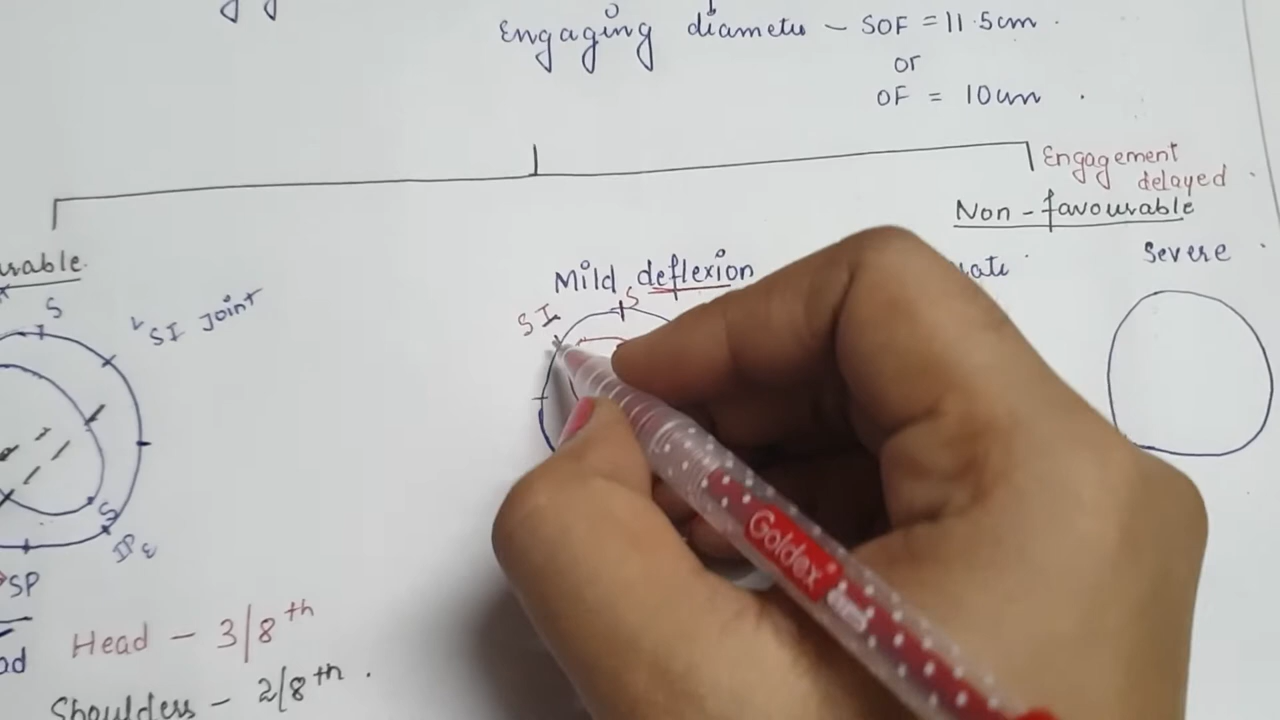 Engaging diameter - SOF = 11.5cm.
or
OF = 10cm.
Engagement
delayed
Non-favourable
urable.
Mild deflexion
Severe
S
SI Joint
SI
S
S
SP
Head - 3/8th
Shoulders - 2/8th.
Goldex